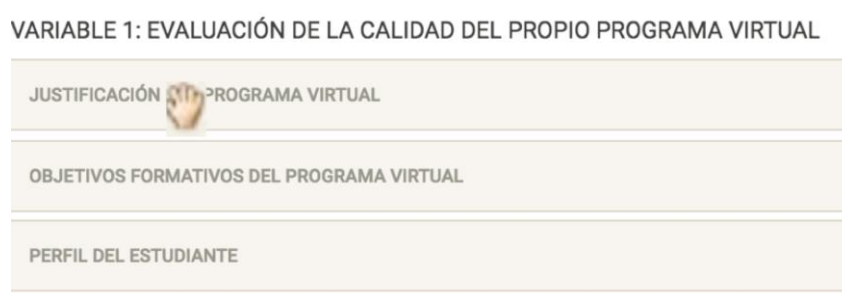 VARIABLE 1: EVALUACIÓN DE LA CALIDAD DEL PROPIO PROGRAMA VIRTUAL
JUSTIFICACIÓN PROGRAMA VIRTUAL
OBJETIVOS FORMATIVOS DEL PROGRAMA VIRTUAL
PERFIL DEL ESTUDIANTE